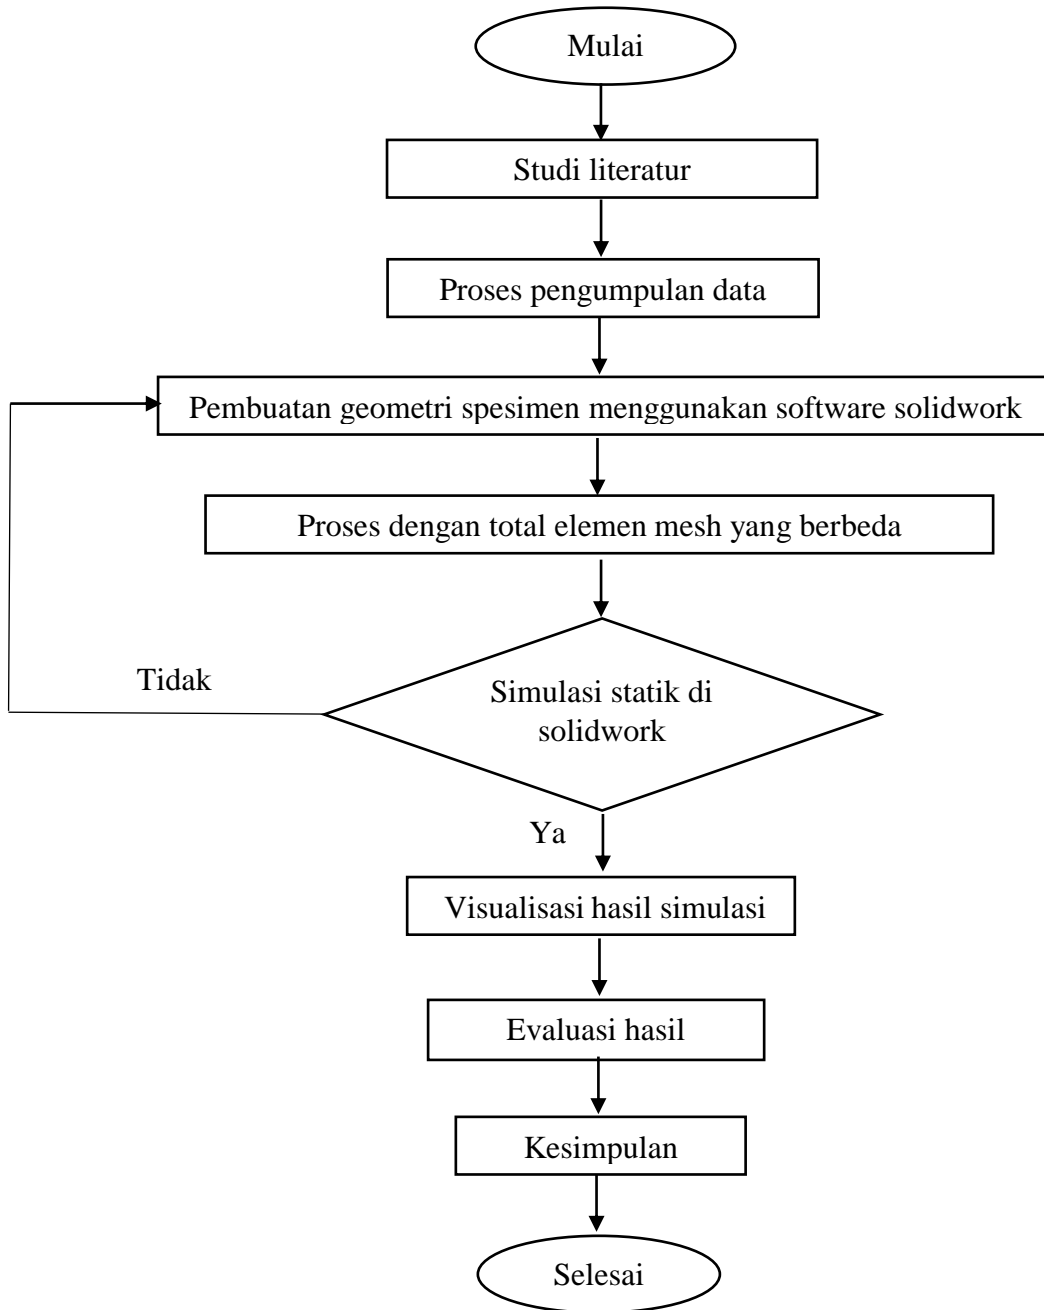 Mulai
Studi literatur
Proses pengumpulan data
Pembuatan geometri spesimen menggunakan software solidwork
Proses dengan total elemen mesh yang berbeda
Tidak
Simulasi statik di
solidwork
Ya
Visualisasi hasil simulasi
Evaluasi hasil
Kesimpulan
Selesai